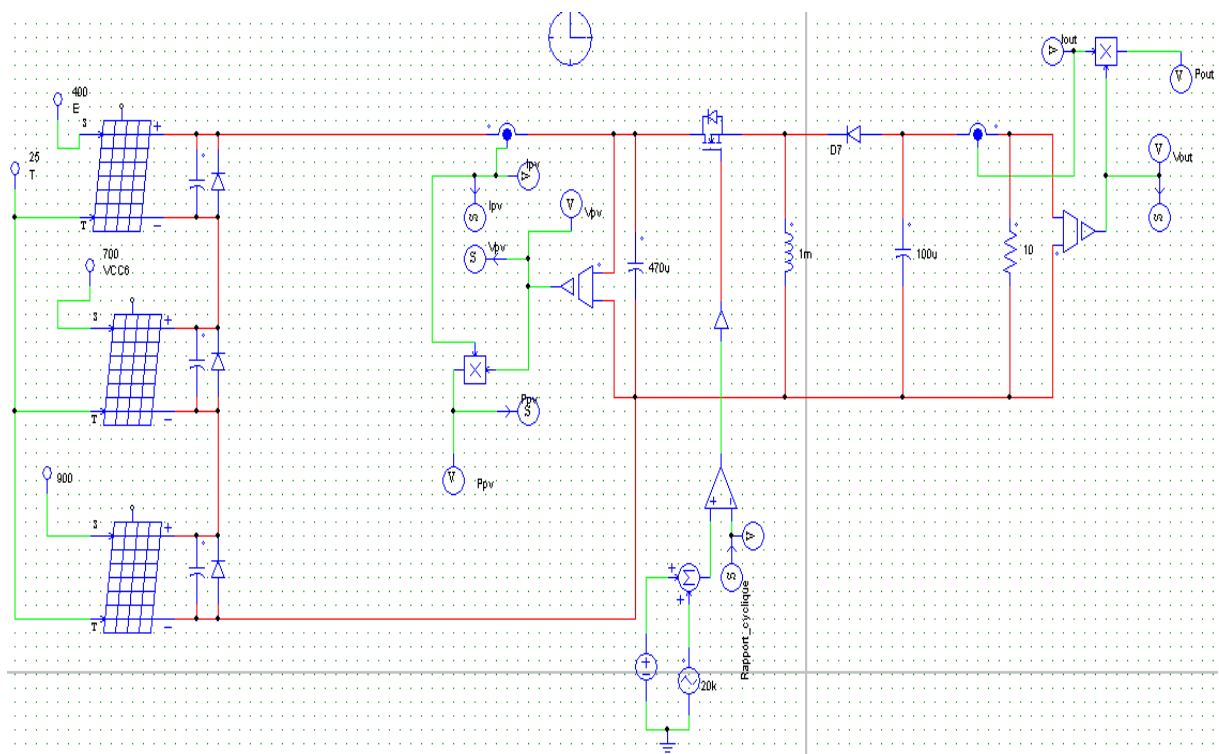 400
E
S
+
25
T
T
−
700
VCC6
S
+
T
−
900
S
+
T
−
Ipv
A
S
Ipv
V
Vpv
Vpv
S
X
Ppv
S
V
Ppv
470u
1m
D7
100u
10
Iout
A
X
V
Pout
V
Vout
S
+
−
A
S
Rapport_cyclique
+
Σ
+
+
−
20k